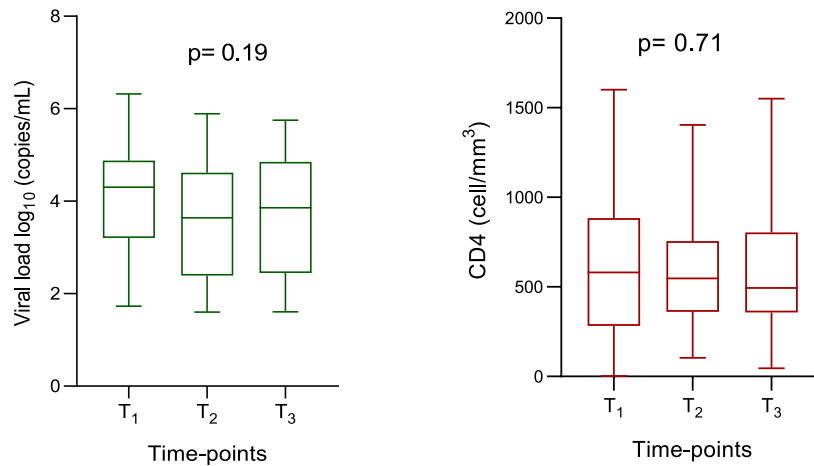 Viral load log10 (copies/mL)
8
6
4
2
0
p= 0.19
T1
T2
T3
Time-points
CD4 (cell/mm3)
2000
1500
1000
500
0
p= 0.71
T1
T2
T3
Time-points